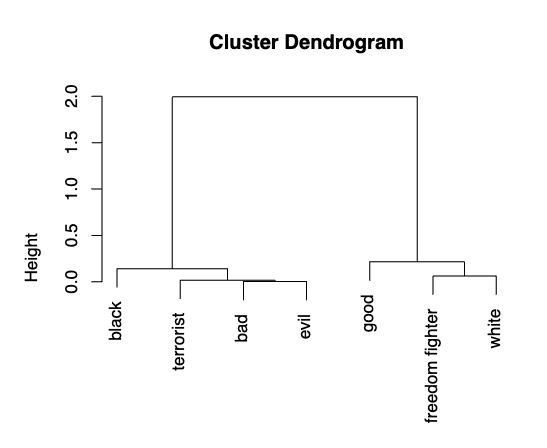 Cluster Dendrogram
Height
2.0
1.5
1.0
0.5
0.0
black
terrorist
bad
evil
good
freedom fighter
white